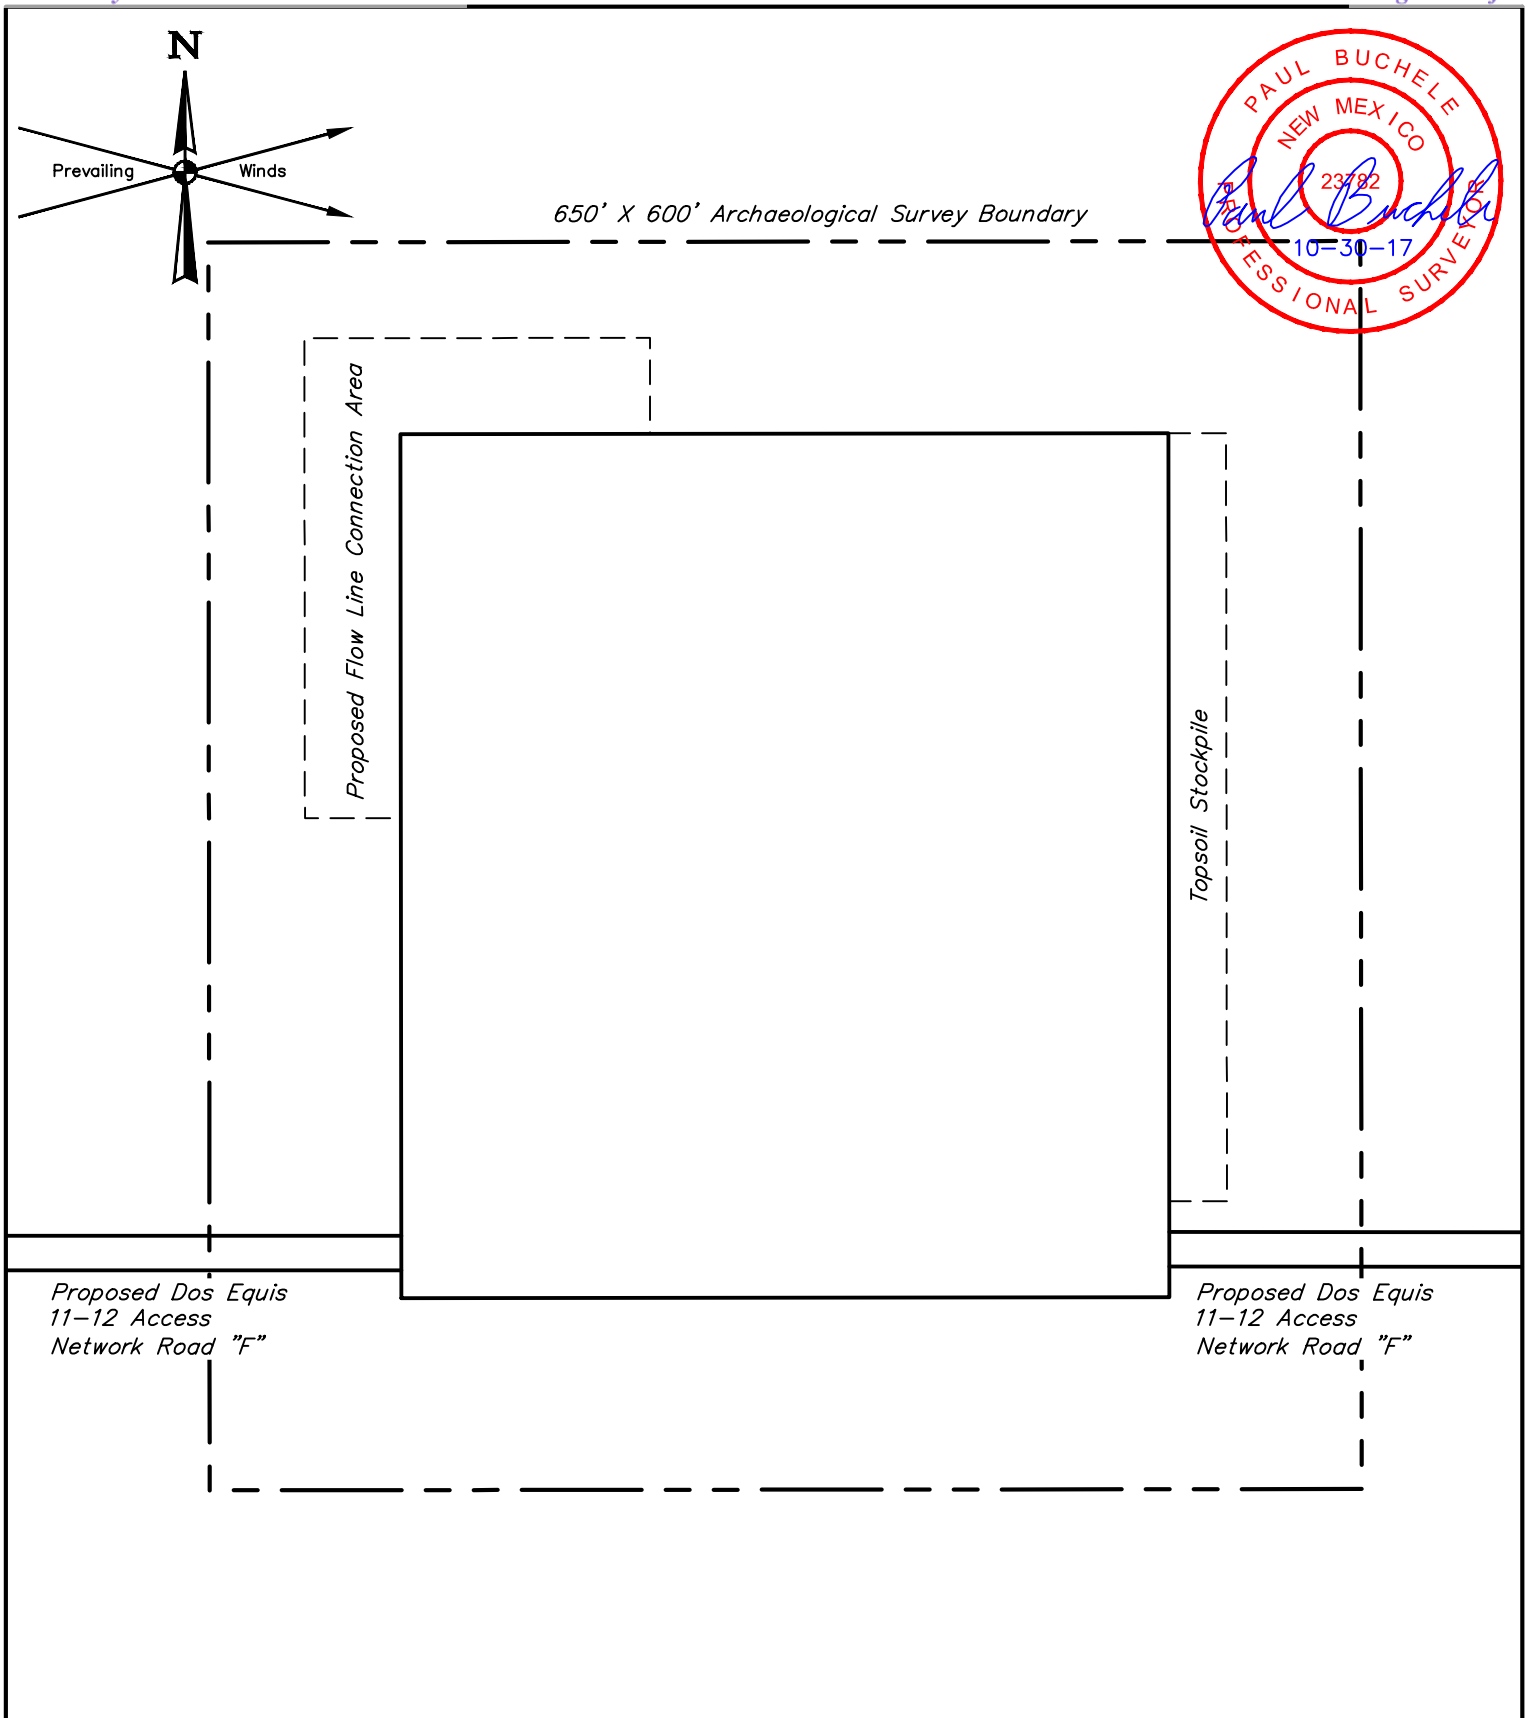 N
Prevailing Winds
PAUL BUCHELE
NEW MEXICO
23782
PROFESSIONAL SURVEYOR
Paul Buchele
10-30-17
650' X 600' Archaeological Survey Boundary
Proposed Flow Line Connection Area
Topsoil Stockpile
Proposed Dos Equis
11-12 Access
Network Road "F"
Proposed Dos Equis
11-12 Access
Network Road "F"